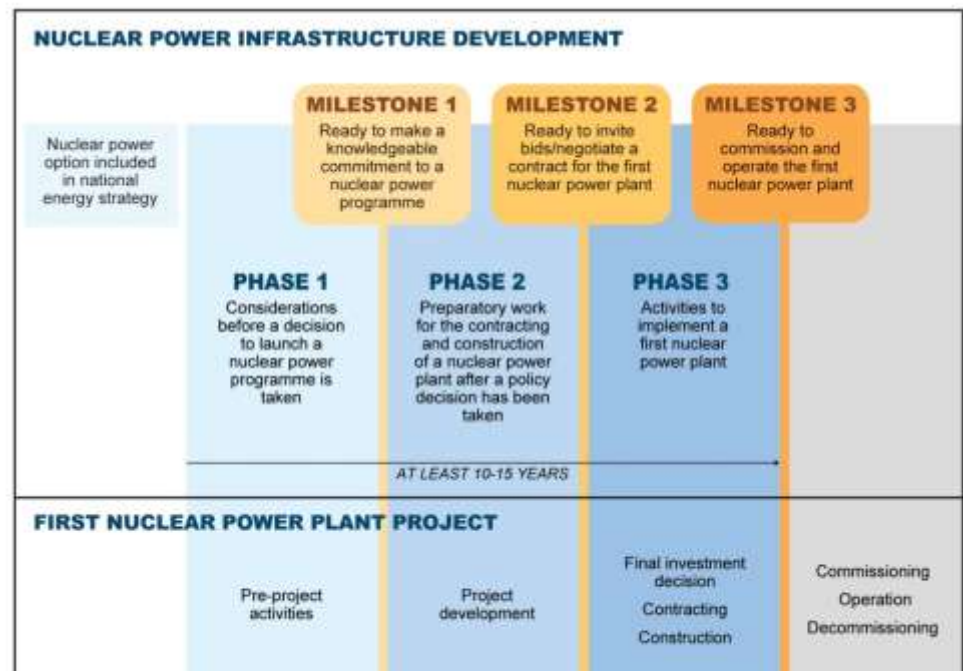 NUCLEAR POWER INFRASTRUCTURE DEVELOPMENT
Nuclear power
option included
in national
energy strategy
MILESTONE 1
Ready to make a
knowledgeable
commitment to a
nuclear power
programme
MILESTONE 2
Ready to invite
bids/negotiate a
contract for the first
nuclear power plant
MILESTONE 3
Ready to
commission and
operate the first
nuclear power plant
PHASE 1
Considerations
before a decision
to launch a
nuclear power
programme is
taken
PHASE 2
Preparatory work
for the contracting
and construction
of a nuclear power
plant after a policy
decision has been
taken
PHASE 3
Activities to
implement a
first nuclear
power plant
AT LEAST 10-15 YEARS
FIRST NUCLEAR POWER PLANT PROJECT
Pre-project
activities
Project
development
Final investment
decision
Contracting
Construction
Commissioning
Operation
Decommissioning